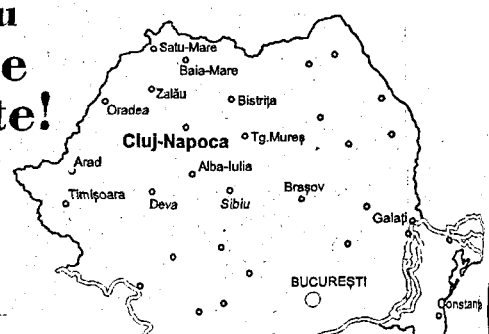 u
e
te!
Satu-Mare
Baia-Mare
Zalău
Oradea
Bistrița
Cluj-Napoca
Tg.Mureș
Arad
Alba-Iulia
Timișoara
Deva
Sibiu
Brașov
Galați
BUCUREȘTI
Constanța